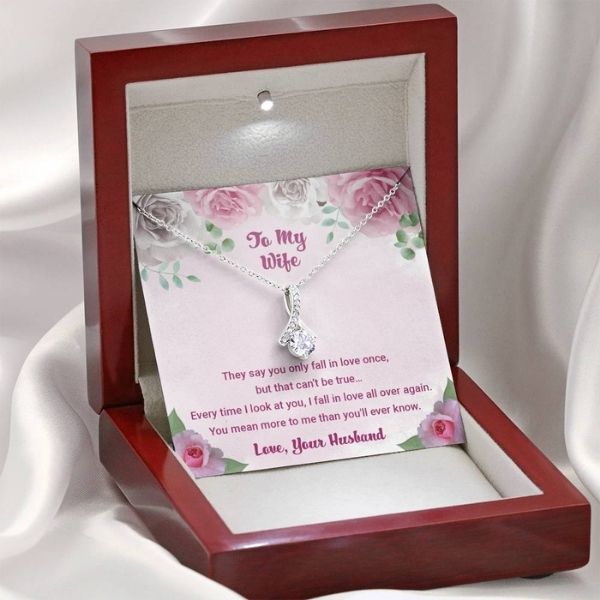 To My
Wife
They say you only fall in love once,
but that can't be true...
Every time I look at you, I fall in love all over again.
You mean more to me than you'll ever know.
Love, Your Husband